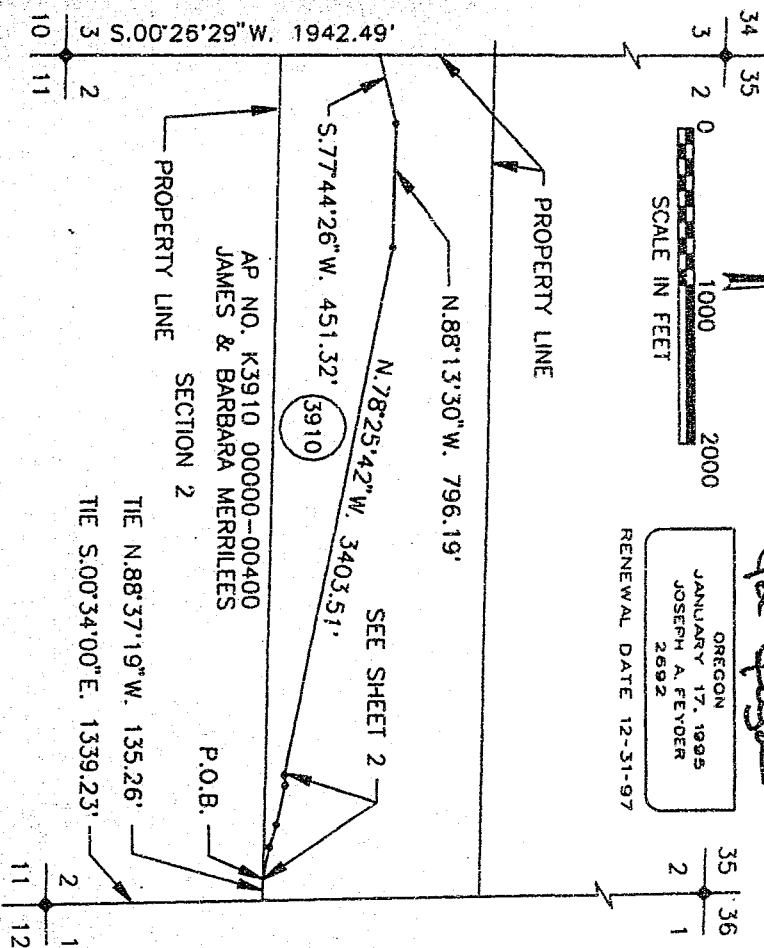 34 35
3 2
35 36
2 1
OREGON
JANUARY 17, 1995
JOSEPH A. FEYDER
2692
RENEWAL DATE 12-31-97
0 1000 2000
SCALE IN FEET
PROPERTY LINE
N.88°13'30"W. 796.19'
N.78°25'42"W. 3403.51'
SEE SHEET 2
S.77°44'26"W. 451.32'
3910
AP NO. K3910 00000-00400
JAMES & BARBARA MERRILEES
P.O.B.
SECTION 2
PROPERTY LINE
TIE N.88°37'19"W. 135.26'
TIE S.00°34'00"E. 1339.23'
S.00°26'29"W. 1942.49'
3 2
10 11
2 1
11 12